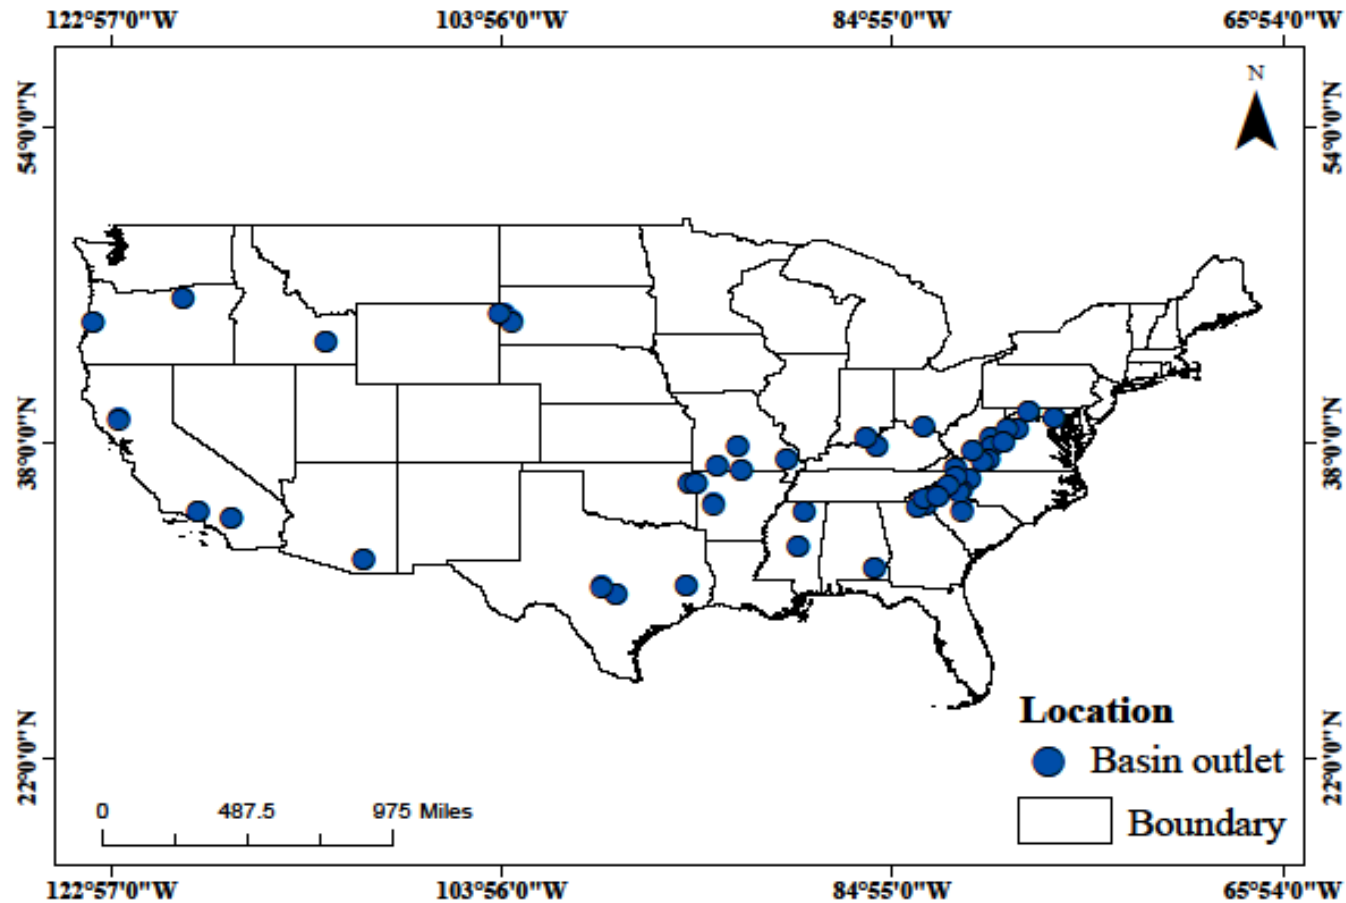 122°57'0"W 103°56'0"W 84°55'0"W 65°54'0"W
54°0'0"N 54°0'0"N
N
38°0'0"N 38°0'0"N
Location
Basin outlet
22°0'0"N 22°0'0"N
0 487.5 975 Miles
Boundary
122°57'0"W 103°56'0"W 84°55'0"W 65°54'0"W